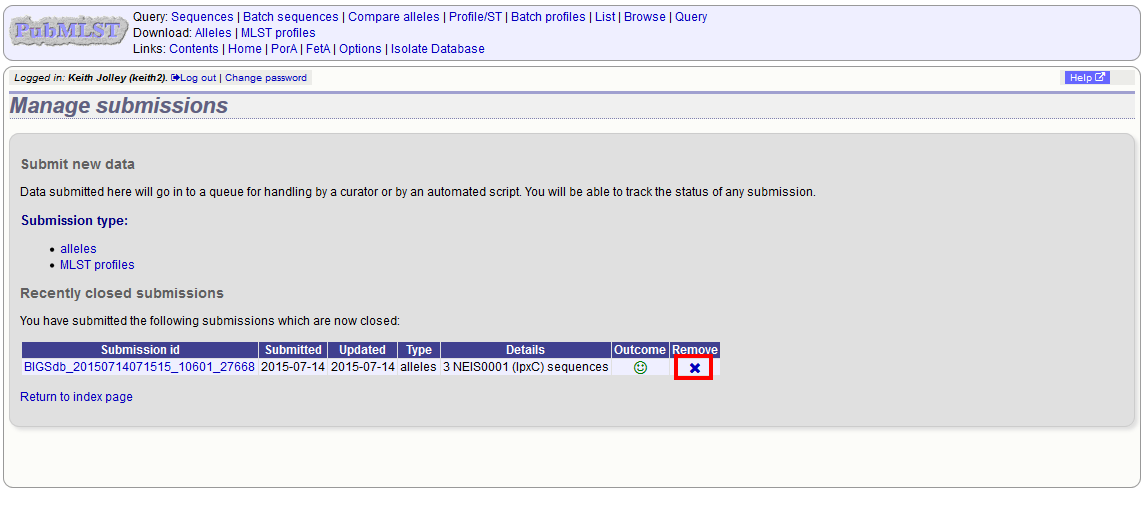 PubMLST
Query: Sequences | Batch sequences | Compare alleles | Profile/ST | Batch profiles | List | Browse | Query
Download: Alleles | MLST profiles
Links: Contents | Home | PorA | FetA | Options | Isolate Database
Logged in: Keith Jolley (keith2). Log out | Change password
Help
Manage submissions
Submit new data
Data submitted here will go in to a queue for handling by a curator or by an automated script. You will be able to track the status of any submission.
Submission type:
• alleles
• MLST profiles
Recently closed submissions
You have submitted the following submissions which are now closed:
Submission id Submitted Updated Type Details Outcome Remove
BIGSdb_20150714071515_10601_27668 2015-07-14 2015-07-14 alleles 3 NEIS0001 (lpxC) sequences
Return to index page